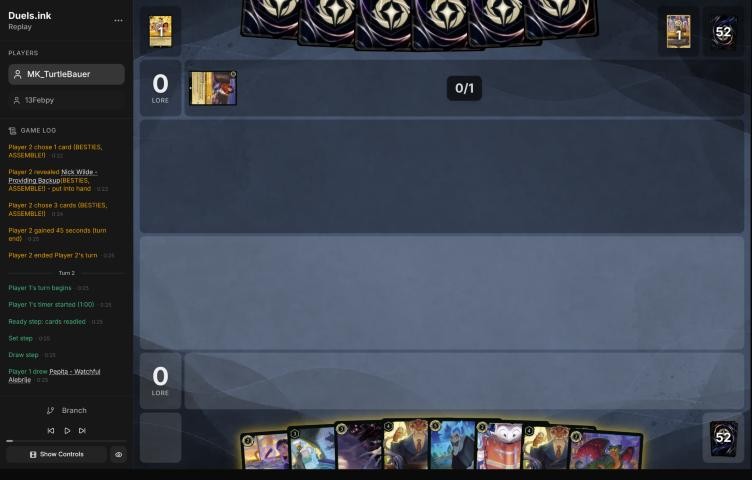 Duels.ink
Replay
PLAYERS
MK_TurtleBauer
13Febpy
GAME LOG
Player 2 chose 1 card (BESTIES,
ASSEMBLE!) · 0:22
Player 2 revealed Nick Wilde -
Providing Backup(BESTIES,
ASSEMBLE!) - put into hand · 0:23
Player 2 chose 3 cards (BESTIES,
ASSEMBLE!) · 0:24
Player 2 gained 45 seconds (turn
end) · 0:25
Player 2 ended Player 2's turn · 0:25
Turn 2
Player 1's turn begins · 0:25
Player 1's timer started (1:00) · 0:25
Ready step: cards readied · 0:25
Set step · 0:25
Draw step · 0:25
Player 1 drew Pepita - Watchful
Alebrije · 0:25
Branch
Show Controls
1
1
52
0
LORE
0/1
0
LORE
52